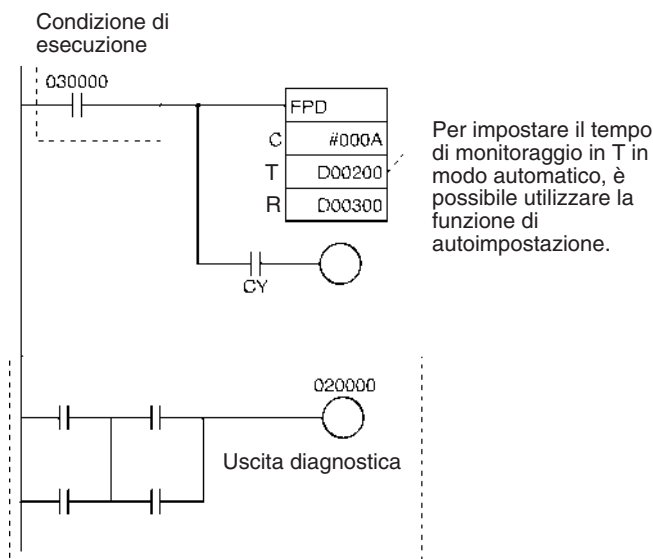 Condizione di
esecuzione
030000
FPD
C #000A
T D00200
R D00300
Per impostare il tempo
di monitoraggio in T in
modo automatico, è
possibile utilizzare la
funzione di
autoimpostazione.
CY
020000
Uscita diagnostica